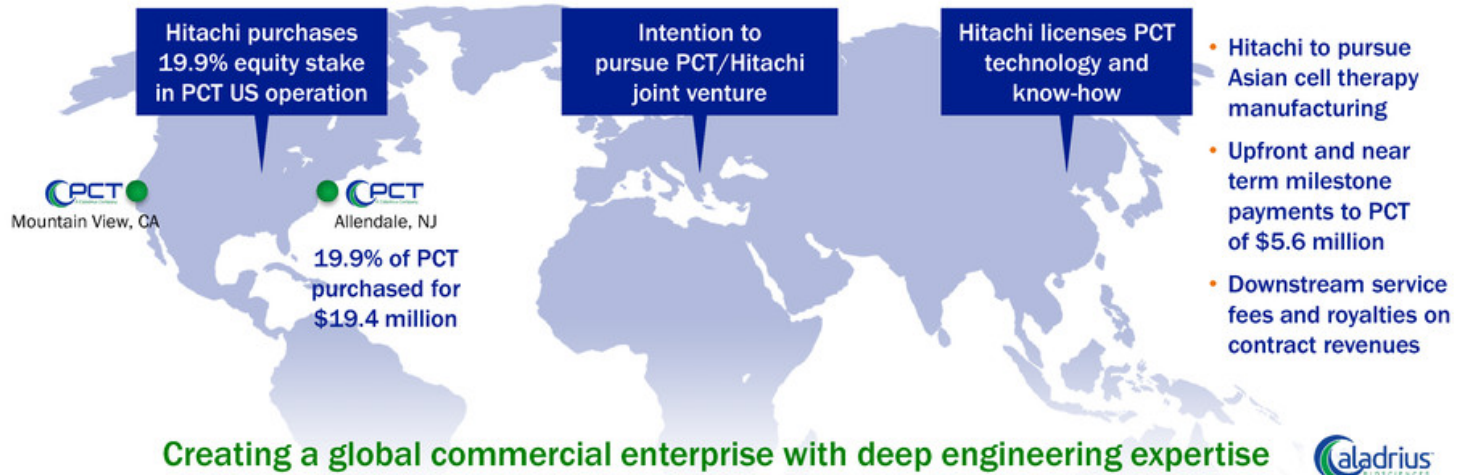 Hitachi purchases
19.9% equity stake
in PCT US operation
Intention to
pursue PCT/Hitachi
joint venture
Hitachi licenses PCT
technology and
know-how
• Hitachi to pursue
Asian cell therapy
manufacturing
• Upfront and near
term milestone
payments to PCT
of $5.6 million
• Downstream service
fees and royalties on
contract revenues
PCT
Mountain View, CA
PCT
Allendale, NJ
19.9% of PCT
purchased for
$19.4 million
Creating a global commercial enterprise with deep engineering expertise
Caladrius